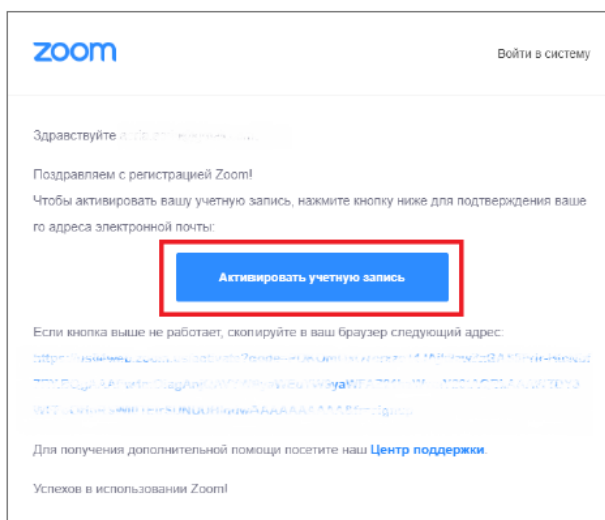 zoom
Войти в систему
Здравствуйте
Поздравляем с регистрацией Zoom!
Чтобы активировать вашу учетную запись, нажмите кнопку ниже для подтверждения ваше
го адреса электронной почты:
Активировать учетную запись
Если кнопка выше не работает, скопируйте в ваш браузер следующий адрес:
Для получения дополнительной помощи посетите наш Центр поддержки.
Успехов в использовании Zoom!